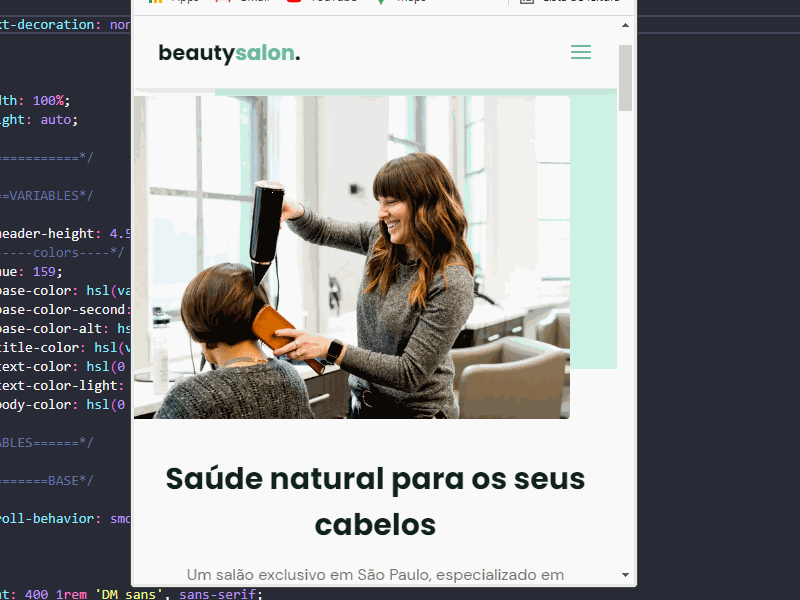 xt-decoration: non
beautysalon.
dth: 100%;
ight: auto;
===========*/
==VARIABLES*/
header-height: 4.5
-----colors----*/
hue: 159;
base-color: hsl(va
base-color-second:
base-color-alt: hs
title-color: hsl(v
text-color: hsl(0
text-color-light:
body-color: hsl(0
ABLES======*/
=======BASE*/
Saúde natural para os seus
cabelos
roll-behavior: smo
Um salão exclusivo em São Paulo, especializado em
nt: 400 1rem 'DM sans', sans-serif;